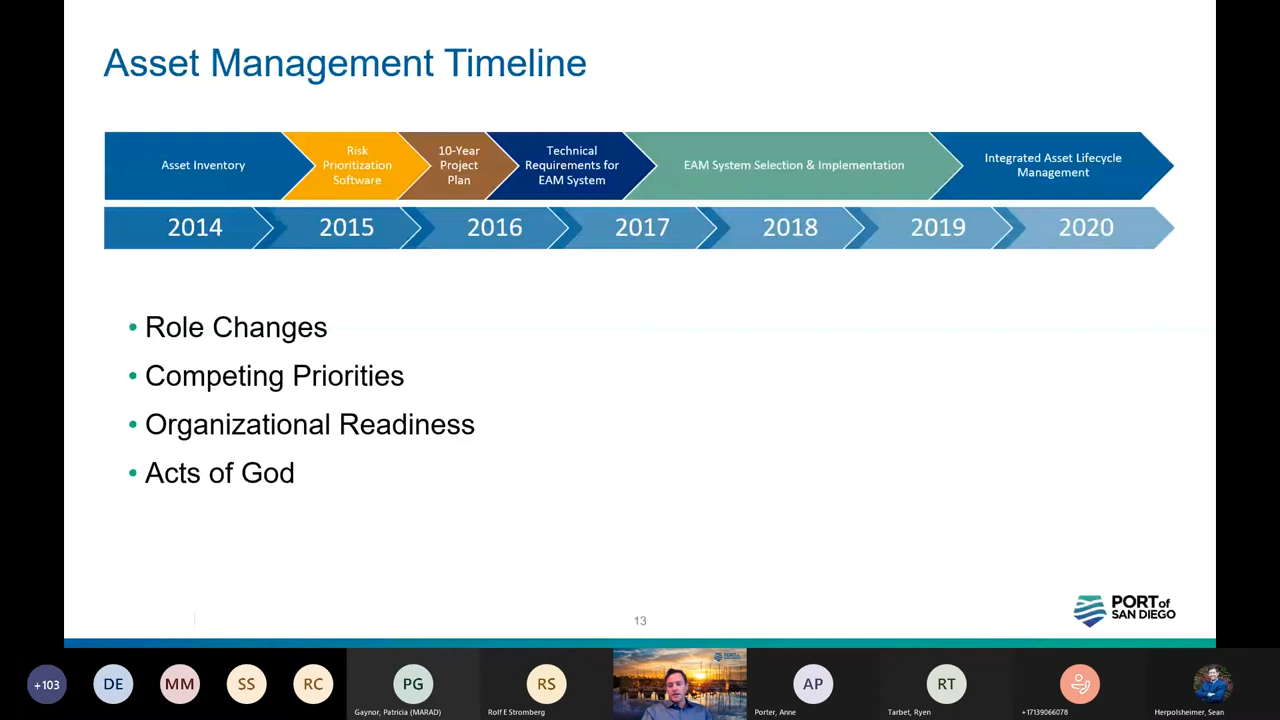 Asset Management Timeline
Asset Inventory
Risk
Prioritization
Software
10-Year
Project
Plan
Technical
Requirements for
EAM System
EAM System Selection & Implementation
Integrated Asset Lifecycle
Management
2014
2015
2016
2017
2018
2019
2020
• Role Changes
• Competing Priorities
• Organizational Readiness
• Acts of God
13
PORT of
SAN DIEGO
+103
DE
MM
SS
RC
PG
RS
AP
RT
Gaynor, Patricia (MARAD)
Rolf E Stromberg
Porter, Anne
Tarbet, Ryen
+17139066078
Herpolsheimer, Sean